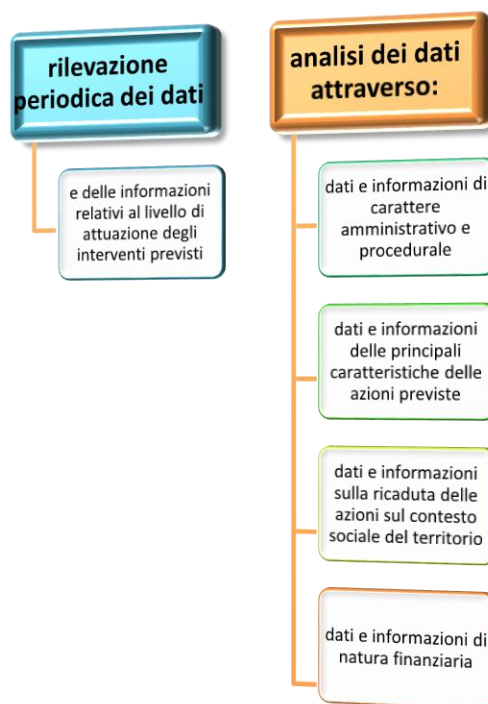 rilevazione
periodica dei dati
e delle informazioni
relativi al livello di
attuazione degli
interventi previsti
analisi dei dati
attraverso:
dati e informazioni di
carattere
amministrativo e
procedurale
dati e informazioni
delle principali
caratteristiche delle
azioni previste
dati e informazioni
sulla ricaduta delle
azioni sul contesto
sociale del territorio
dati e informazioni di
natura finanziaria